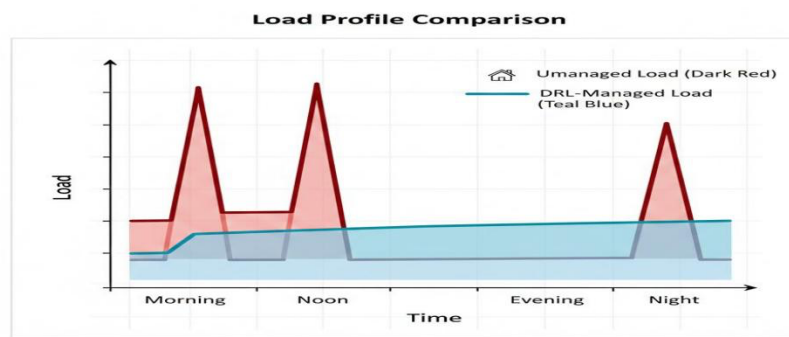 Load Profile Comparison
Umanaged Load (Dark Red)
DRL-Managed Load
(Teal Blue)
Load
Morning Noon Evening Night
Time